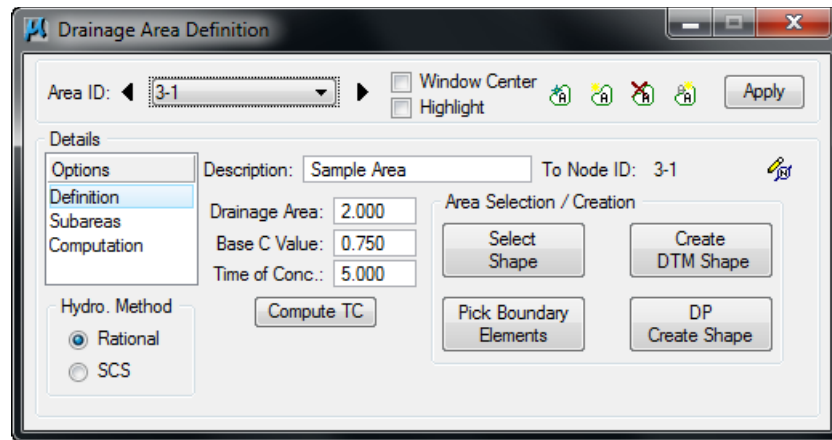 Drainage Area Definition
Area ID: 3-1
Window Center
Highlight
Apply
Details
Options
Definition
Subareas
Computation
Description: Sample Area
To Node ID: 3-1
Drainage Area: 2.000
Base C Value: 0.750
Time of Conc.: 5.000
Compute TC
Area Selection / Creation
Select
Shape
Create
DTM Shape
Pick Boundary
Elements
DP
Create Shape
Hydro. Method
Rational
SCS